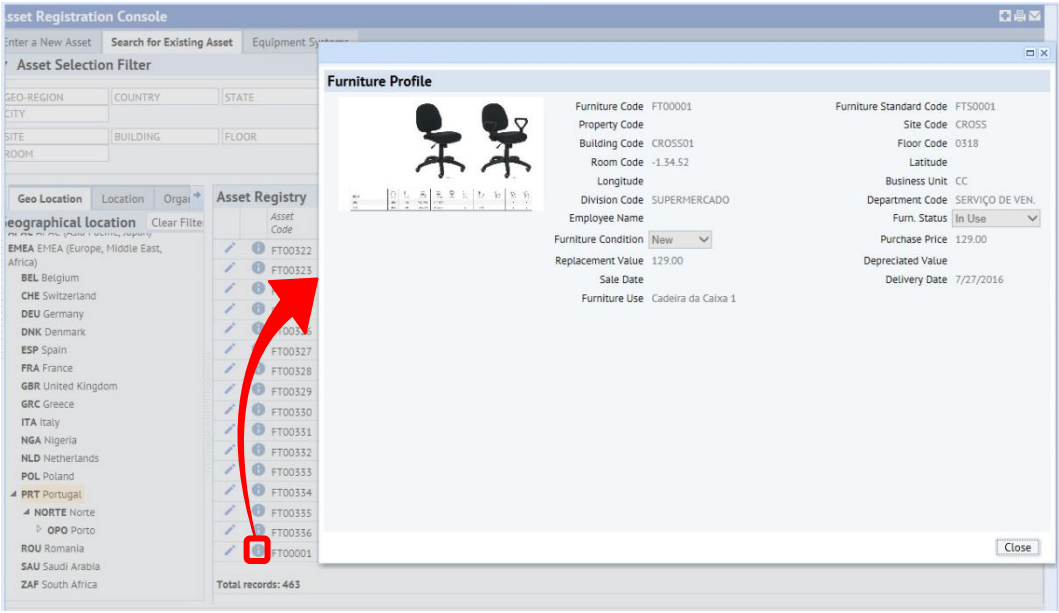 Asset Registration Console
Enter a New Asset Search for Existing Asset Equipment Systems
Asset Selection Filter
GEO-REGION COUNTRY STATE
CITY
SITE BUILDING FLOOR
ROOM
Geo Location Location Organ
Geographical location Clear Filte
EMEA EMEA (Europe, Middle East,
Africa)
BEL Belgium
CHE Switzerland
DEU Germany
DNK Denmark
ESP Spain
FRA France
GBR United Kingdom
GRC Greece
ITA Italy
NGA Nigeria
NLD Netherlands
POL Poland
PRT Portugal
NORTE Norte
OPO Porto
ROU Romania
SAU Saudi Arabia
ZAF South Africa
Asset Registry
Asset
Code
FT00322
FT00323
FT00327
FT00328
FT00329
FT00330
FT00331
FT00332
FT00333
FT00334
FT00335
FT00336
FT00001
Total records: 463
Furniture Profile
Furniture Code FT00001 Furniture Standard Code FTS0001
Property Code Site Code CROSS
Building Code CROSS01 Floor Code 0318
Room Code -1.34.52 Latitude
Longitude Business Unit CC
Division Code SUPERMERCADO Department Code SERVIÇO DE VEN.
Employee Name Furn. Status In Use
Furniture Condition New Purchase Price 129.00
Replacement Value 129.00 Depreciated Value
Sale Date Delivery Date 7/27/2016
Furniture Use Cadeira da Caixa 1
Close